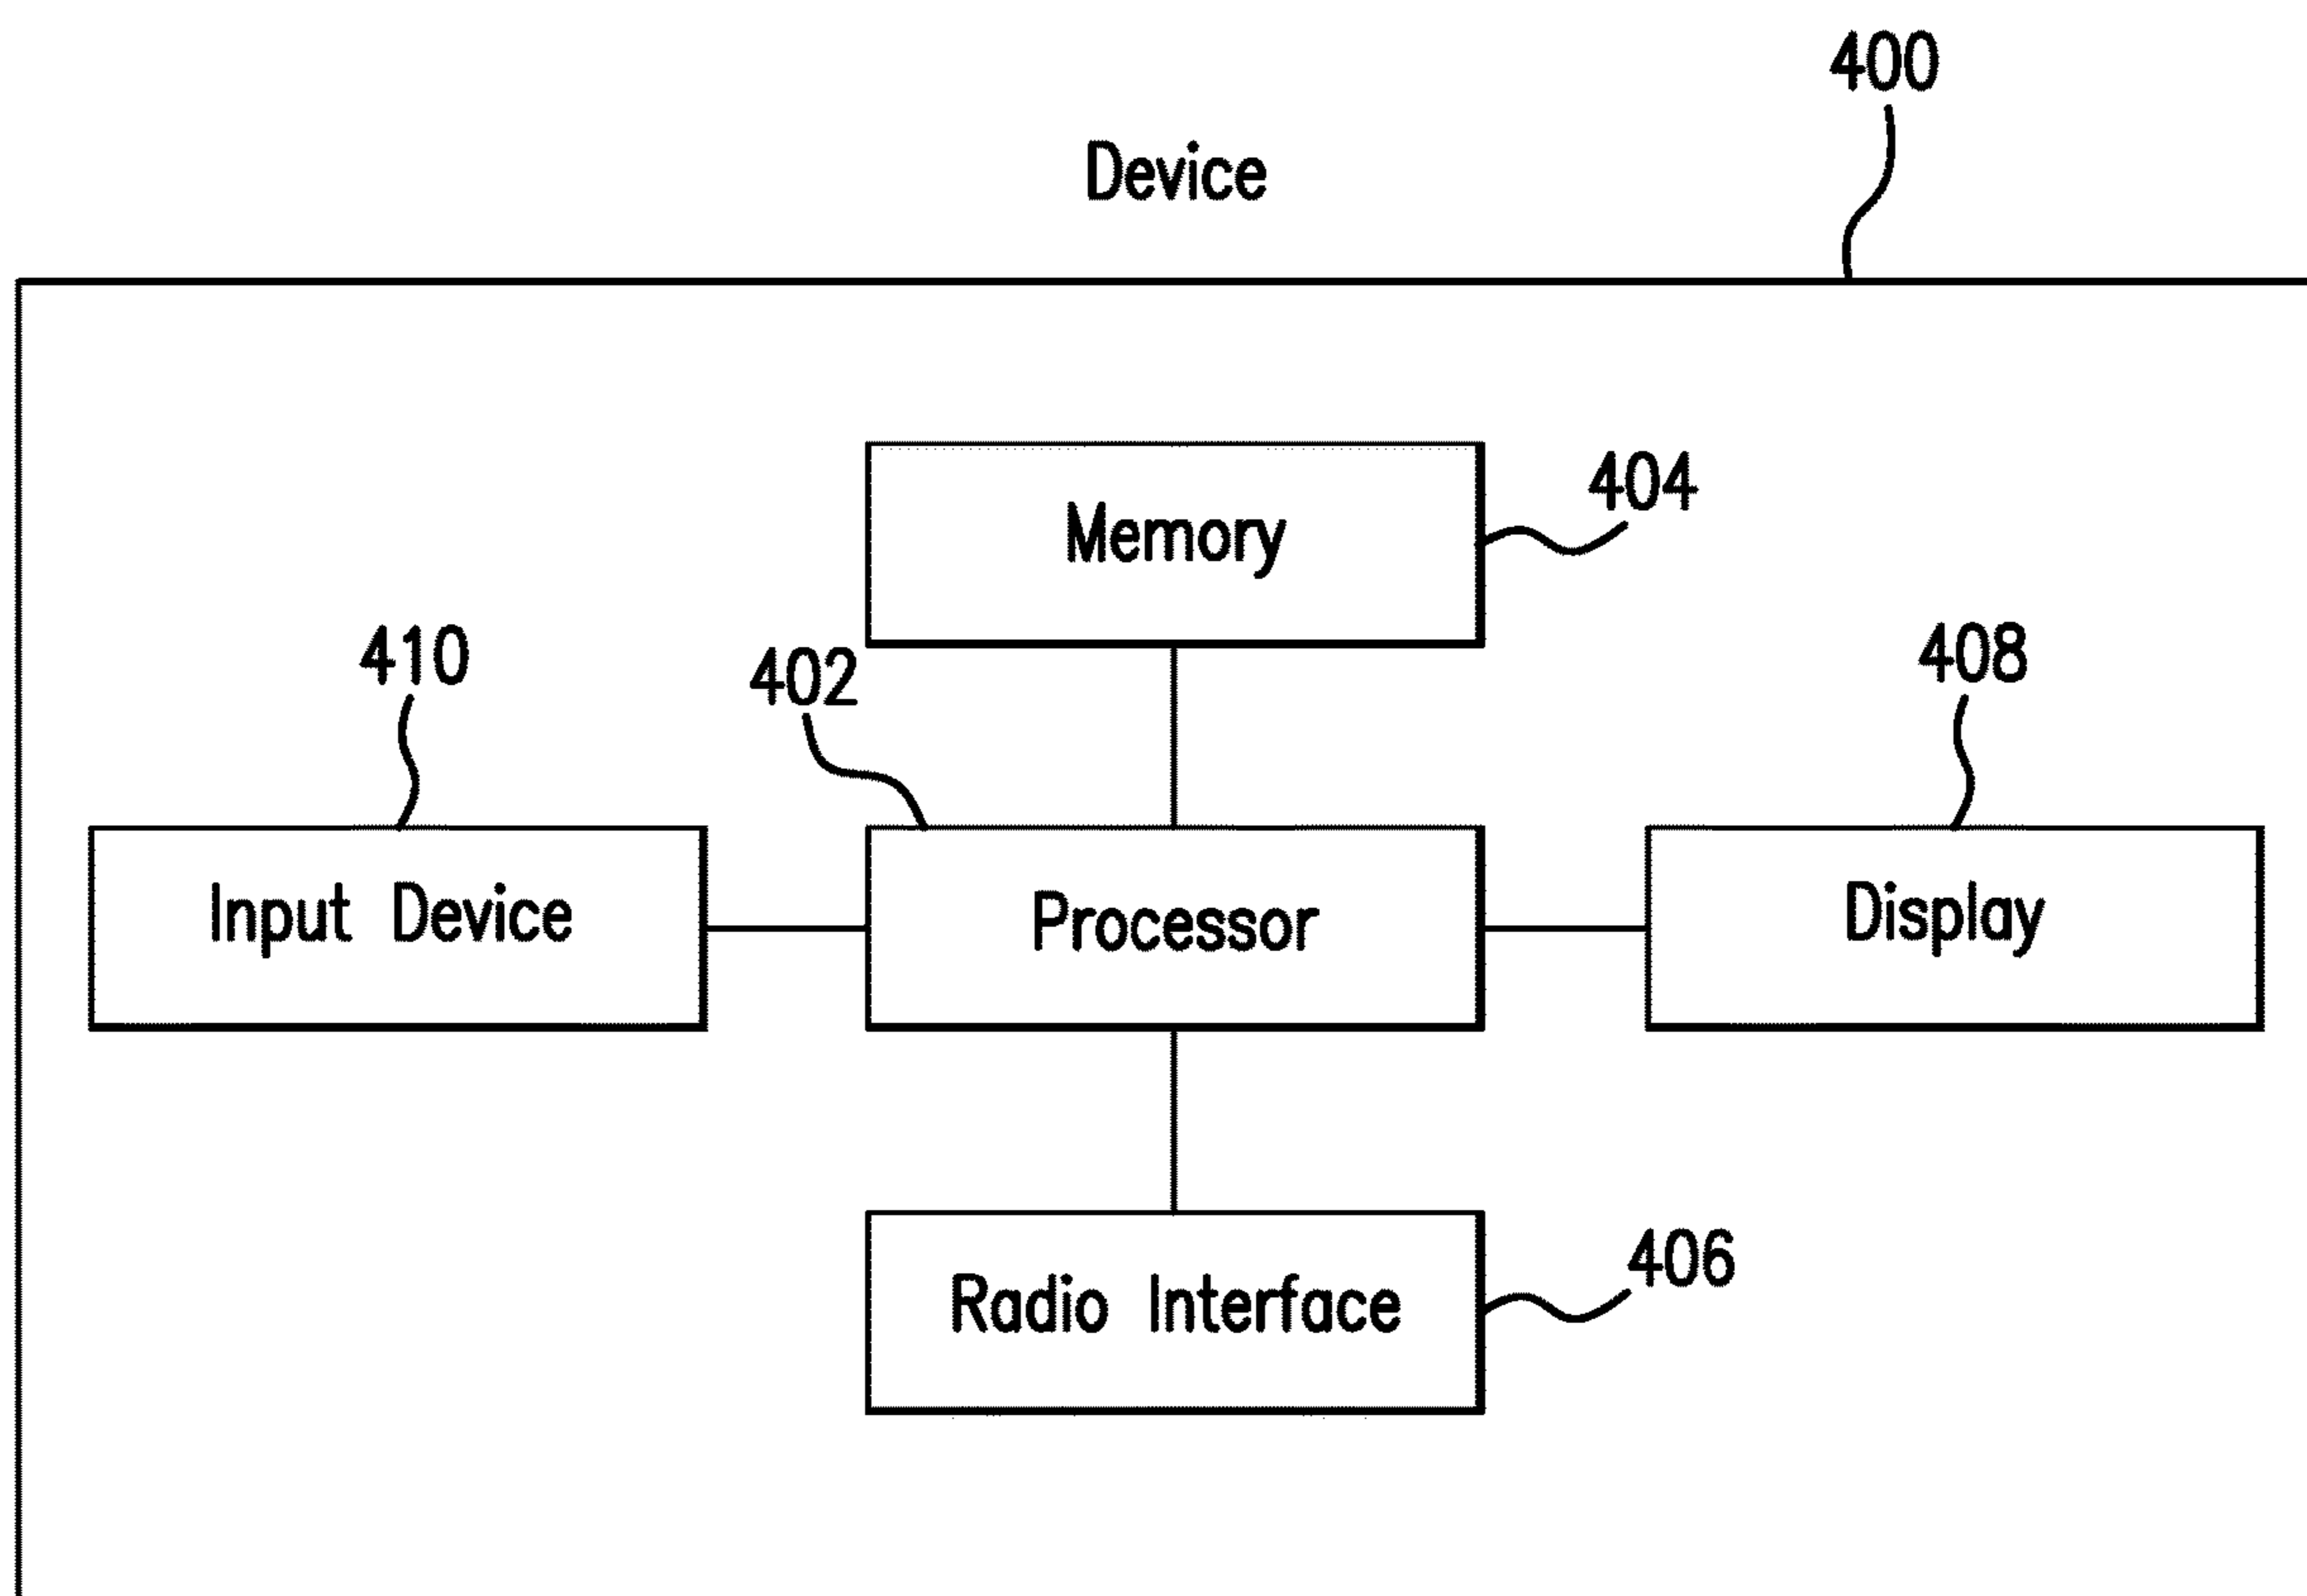 400
Device
Memory
404
410
402
408
Input Device
Processor
Display
Radio Interface
406